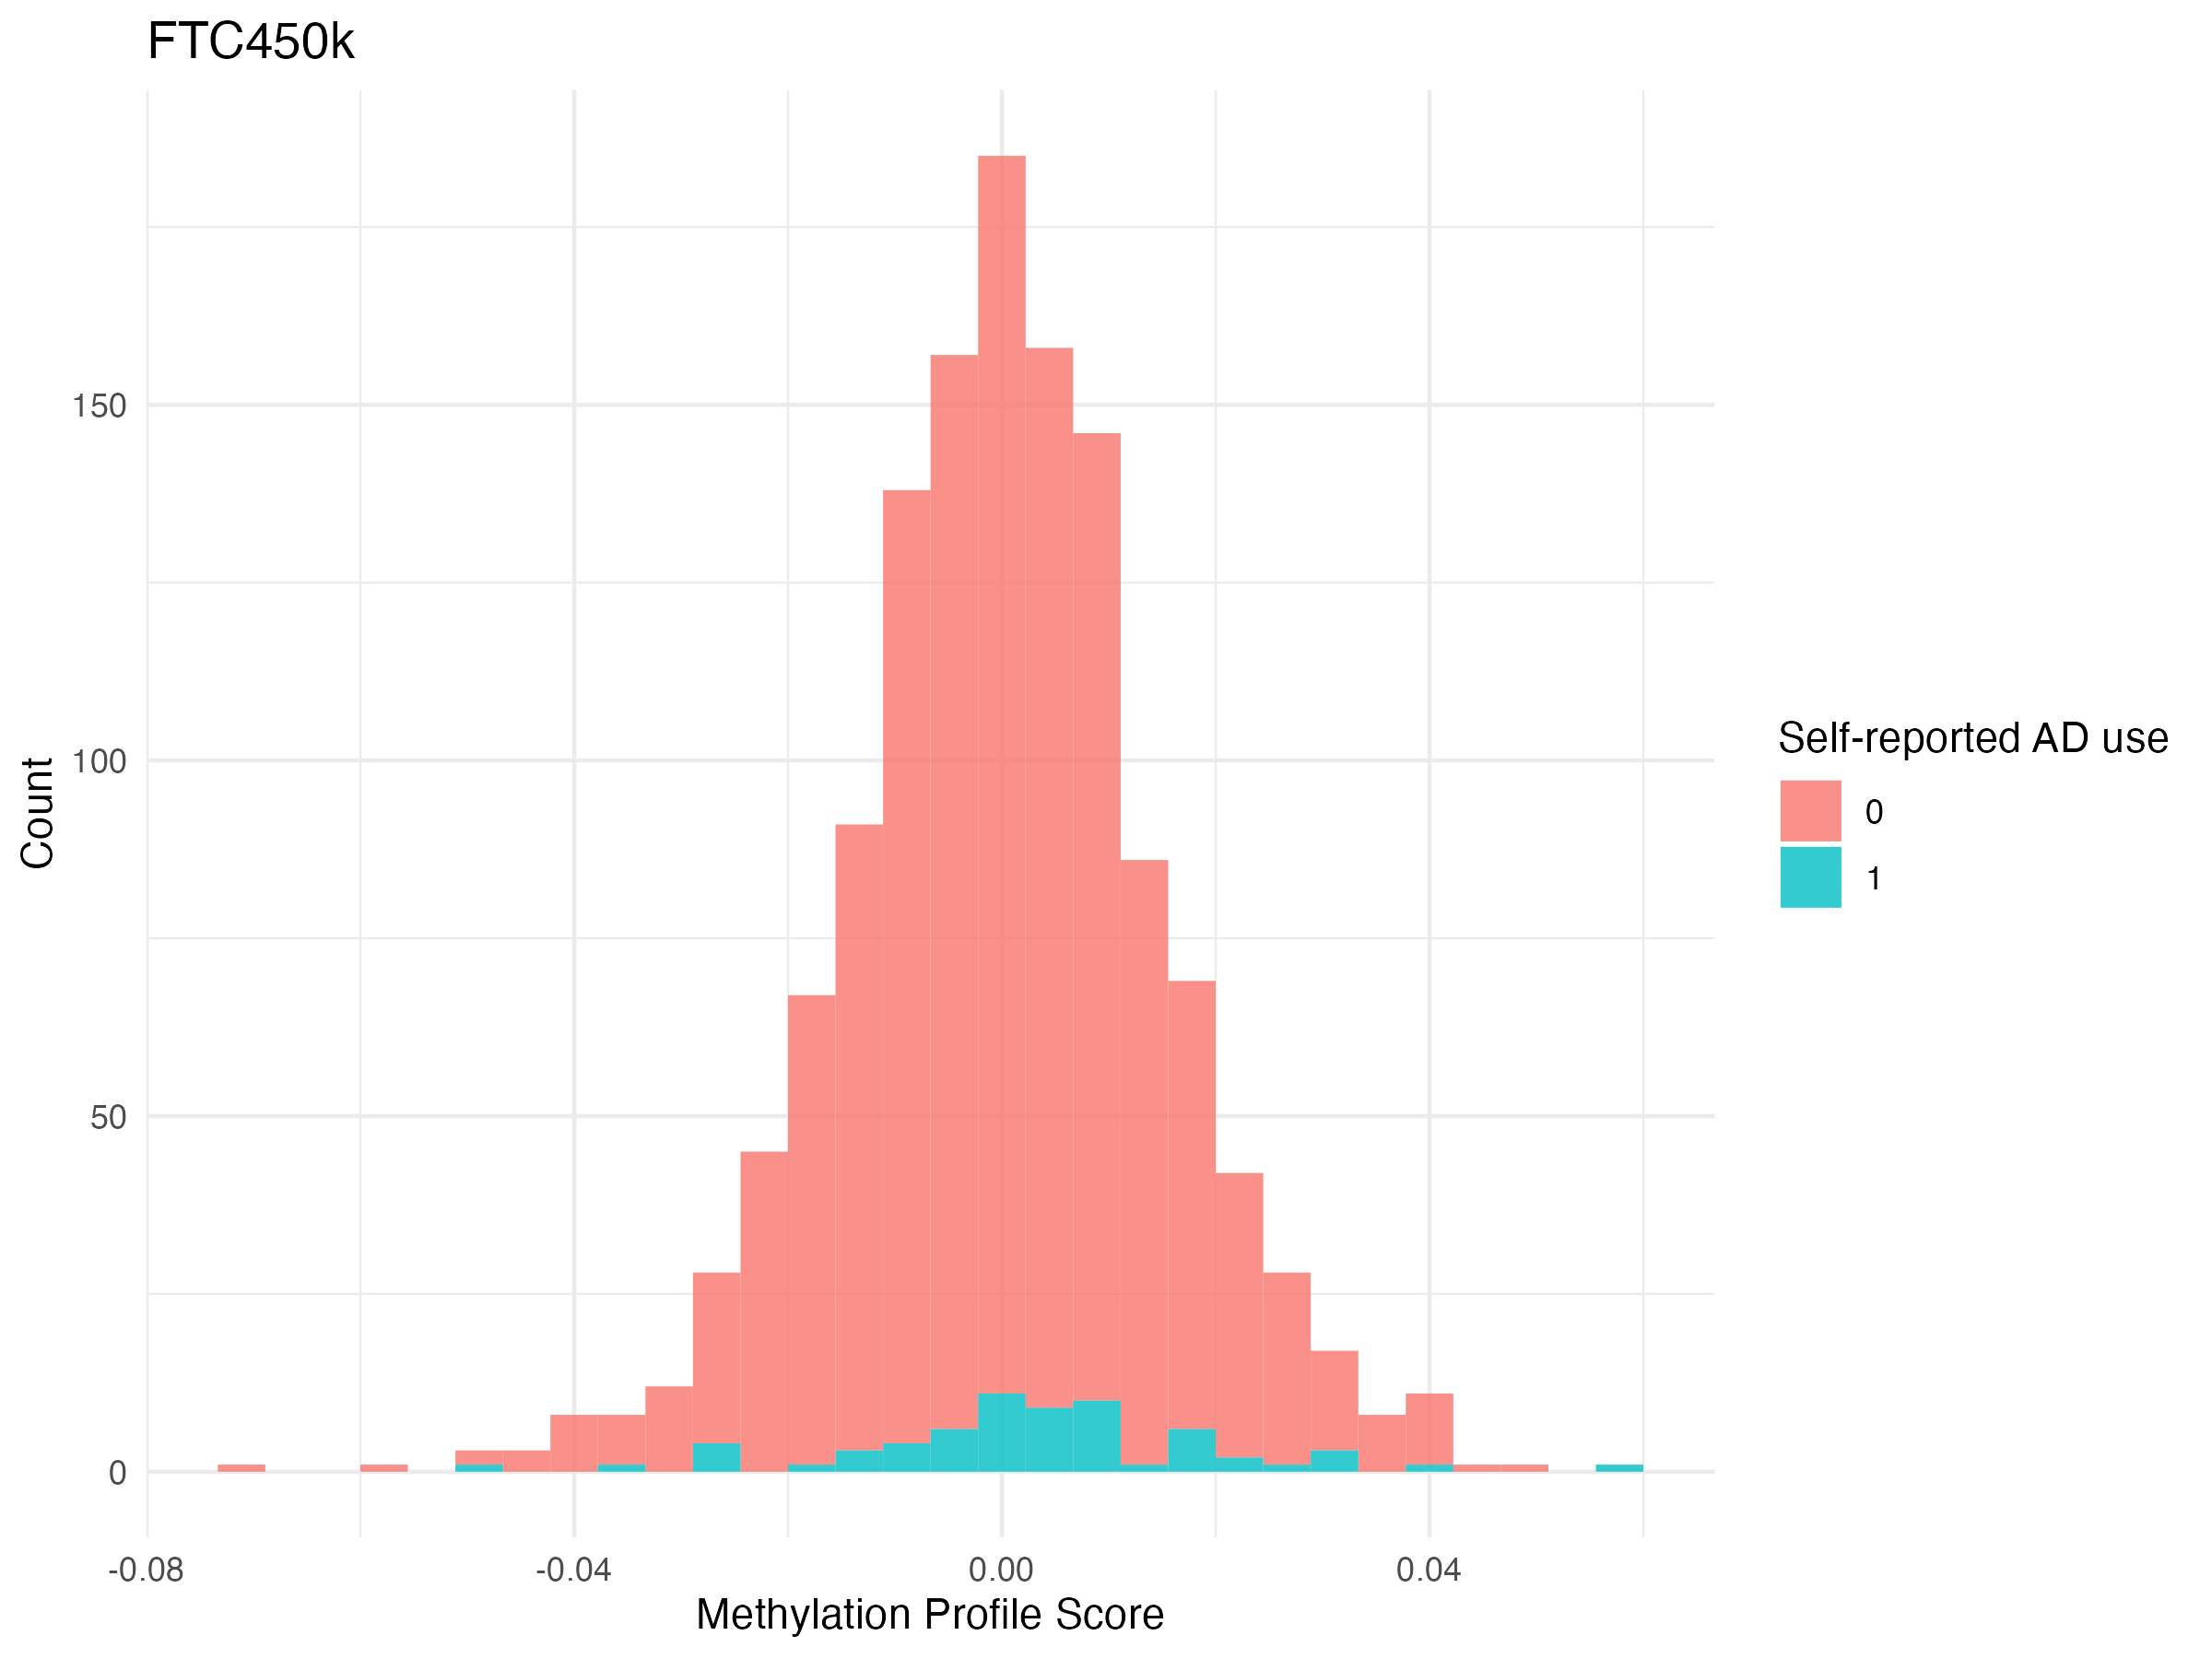 FTC450k
Count
150
100
50
0
-0.08
-0.04
0.00
0.04
Methylation Profile Score
Self-reported AD use
0
1